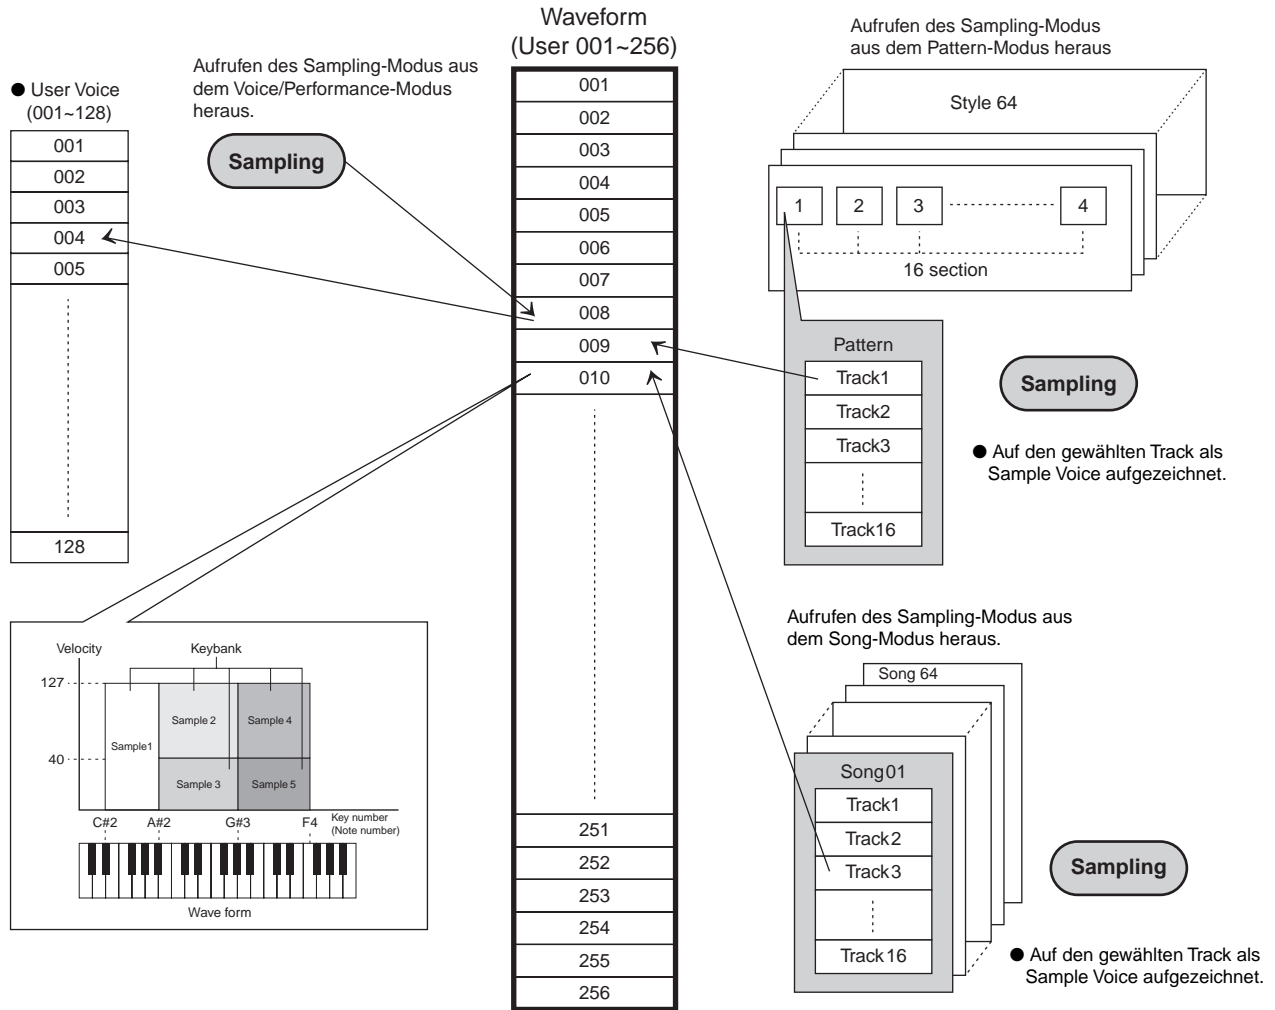 Waveform
(User 001~256)
001
002
003
004
005
006
007
008
009
010
251
252
253
254
255
256
● User Voice
(001~128)
001
002
003
004
005
128
Aufrufen des Sampling-Modus aus
dem Voice/Performance-Modus
heraus.
Sampling
Aufrufen des Sampling-Modus
aus dem Pattern-Modus heraus
Style 64
1 2 3 4
16 section
Pattern
Track1
Track2
Track3
Track16
Sampling
● Auf den gewählten Track als
Sample Voice aufgezeichnet.
Aufrufen des Sampling-Modus aus
dem Song-Modus heraus.
Song 64
Song01
Track1
Track2
Track3
Track16
Sampling
● Auf den gewählten Track als
Sample Voice aufgezeichnet.
Velocity
Keybank
127
40
Sample1
Sample 2
Sample 4
Sample 3
Sample 5
C#2 A#2 G#3 F4
Key number
(Note number)
Wave form